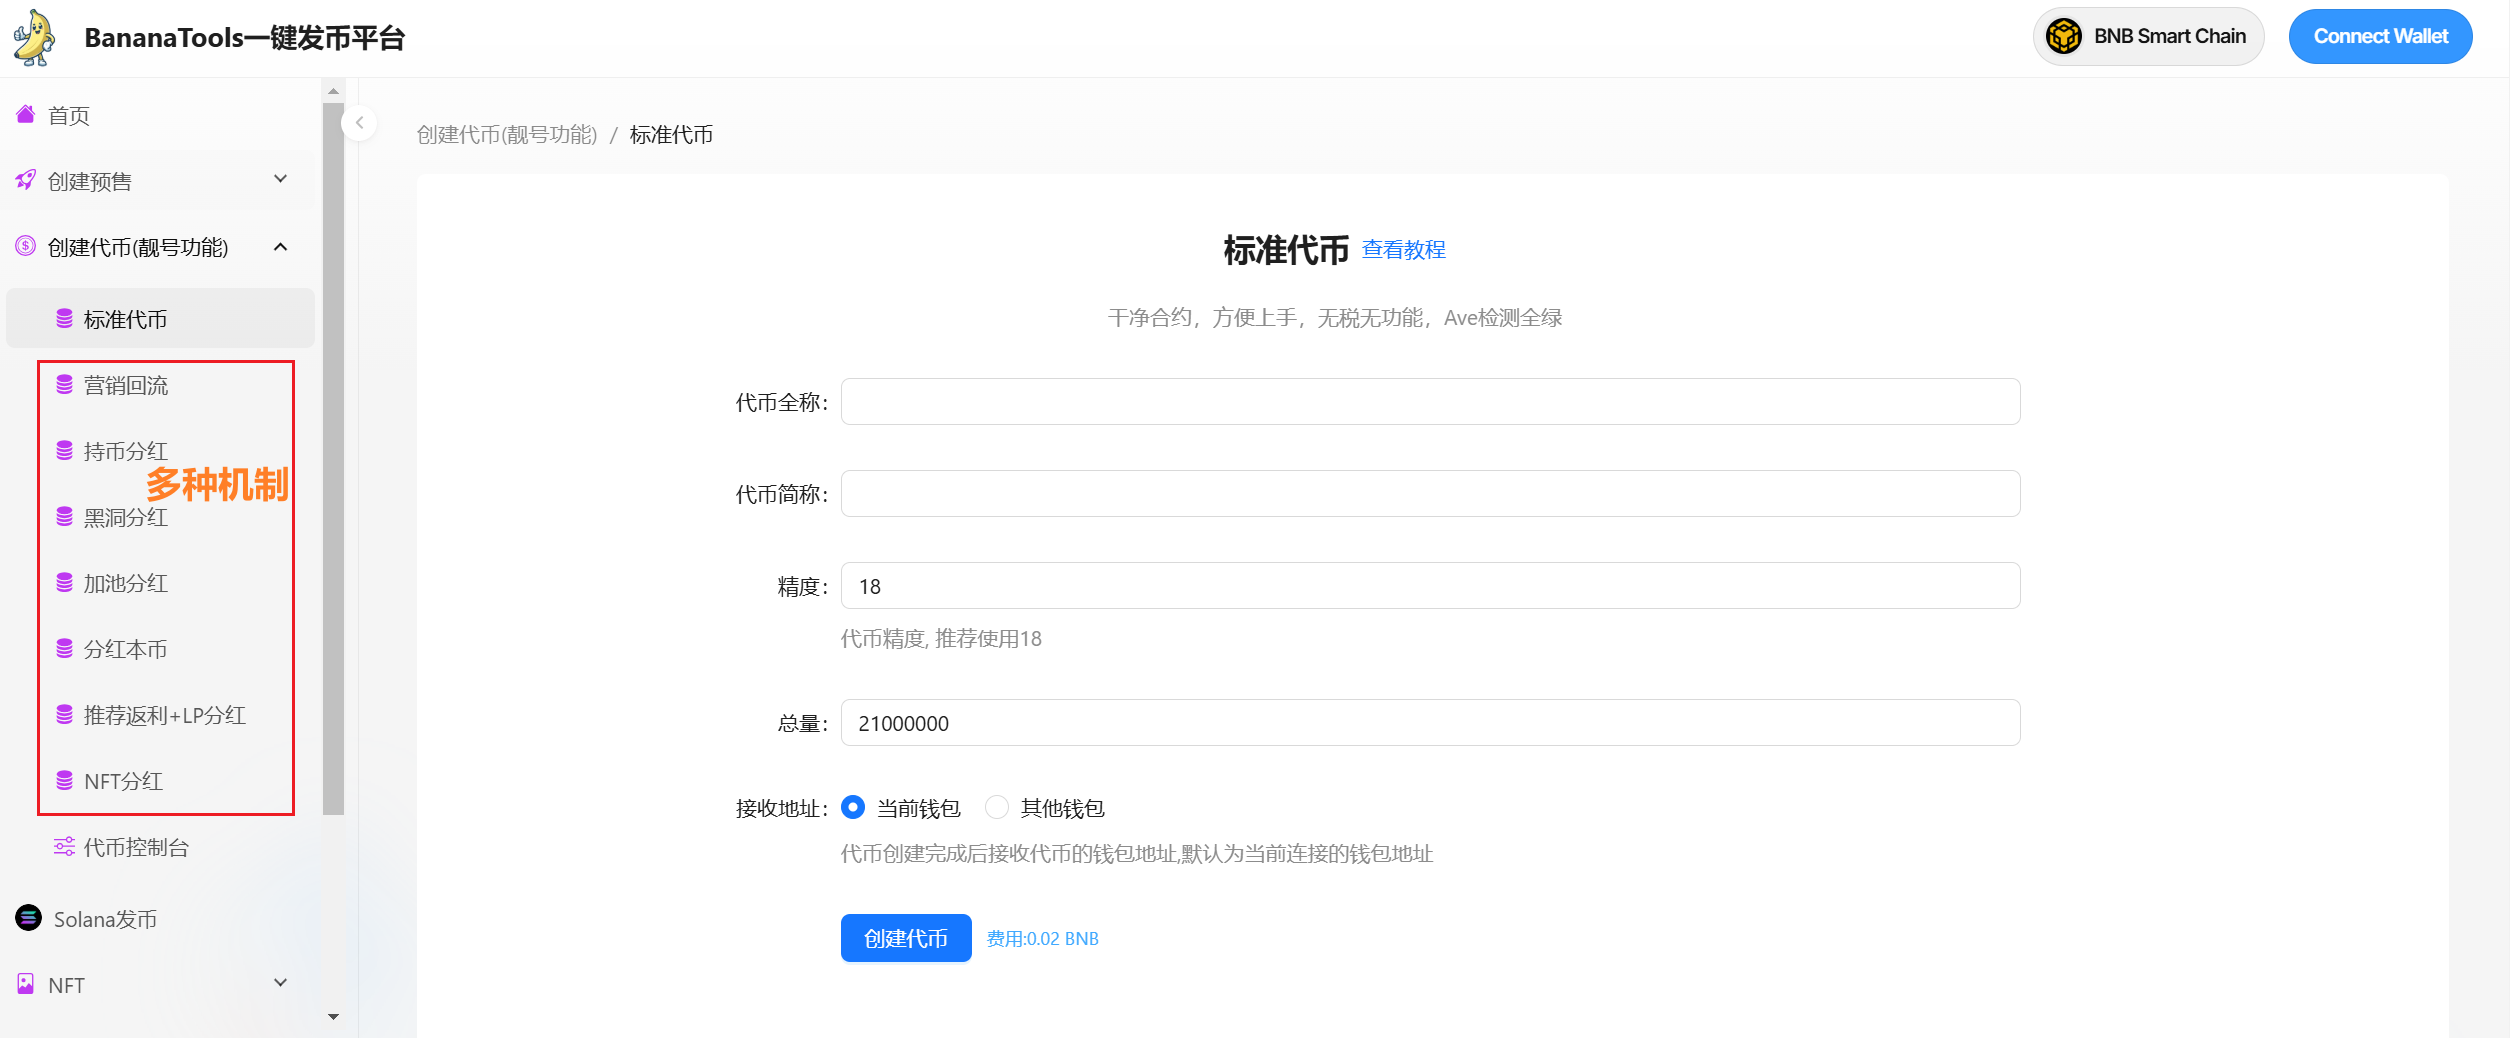 BananaTools一键发币平台
BNB Smart Chain
Connect Wallet
首页
创建预售
创建代币(靓号功能)
标准代币
营销回流
持币分红
多种机制
黑洞分红
加池分红
分红本币
推荐返利+LP分红
NFT分红
代币控制台
Solana发币
NFT
创建代币(靓号功能) / 标准代币
标准代币 查看教程
干净合约，方便上手，无税无功能，Ave检测全绿
代币全称：
代币简称：
精度： 18
代币精度, 推荐使用18
总量： 21000000
接收地址： 当前钱包 其他钱包
代币创建完成后接收代币的钱包地址,默认为当前连接的钱包地址
创建代币 费用:0.02 BNB